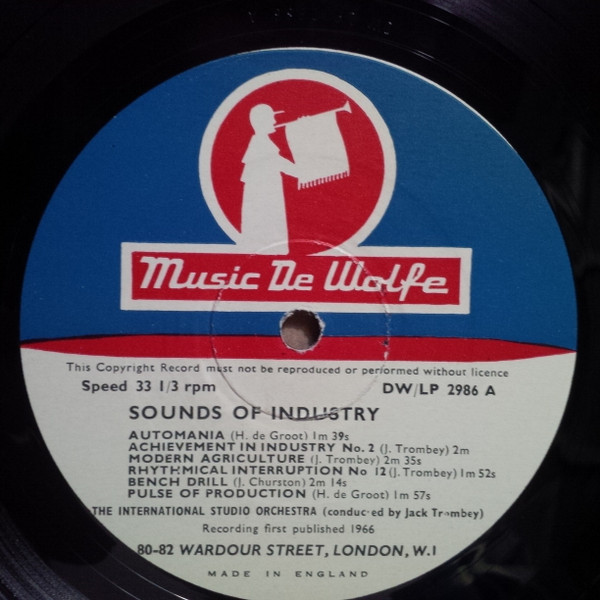 Music De Wolfe
This Copyright Record must not be reproduced or performed without licence
Speed 33 1/3 rpm DW/LP 2986 A
SOUNDS OF INDUSTRY
AUTOMANIA (H. de Groot) 1m 39s
ACHIEVEMENT IN INDUSTRY No. 2 (J. Trombey) 2m
MODERN AGRICULTURE (J. Trombey) 2m 35s
RHYTHMICAL INTERRUPTION No 12 (J. Trombey) 1m 52s
BENCH DRILL (J. Churston) 2m 14s
PULSE OF PRODUCTION (H. de Groot) 1m 57s
THE INTERNATIONAL STUDIO ORCHESTRA (conducted by Jack Trombey)
Recording first published 1966
80-82 WARDOUR STREET, LONDON, W.1
MADE IN ENGLAND